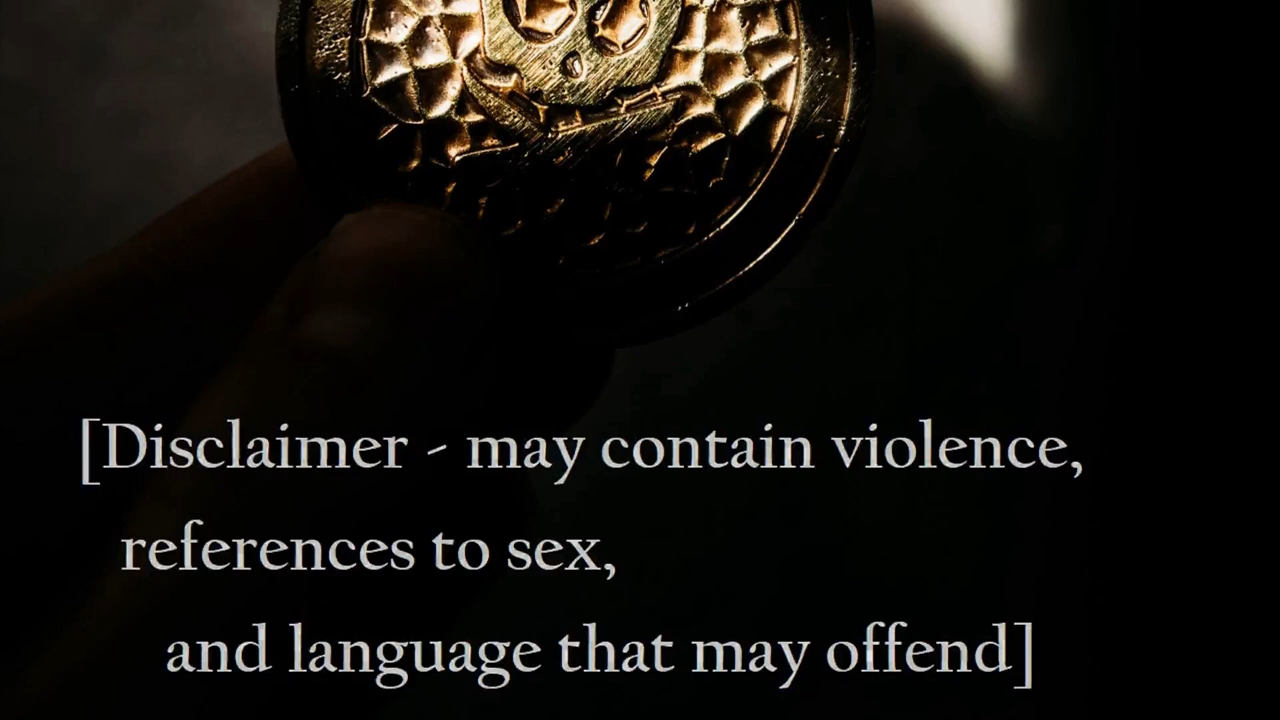 [Disclaimer - may contain violence,
references to sex,
and language that may offend]